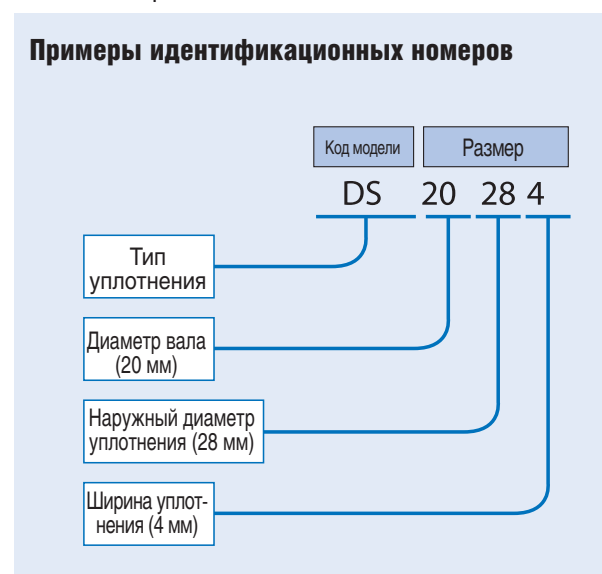 Примеры идентификационных номеров
Код модели
Размер
DS 20 28 4
Тип
уплотнения
Диаметр вала
(20 мм)
Наружный диаметр
уплотнения (28 мм)
Ширина уплот-
нения (4 мм)